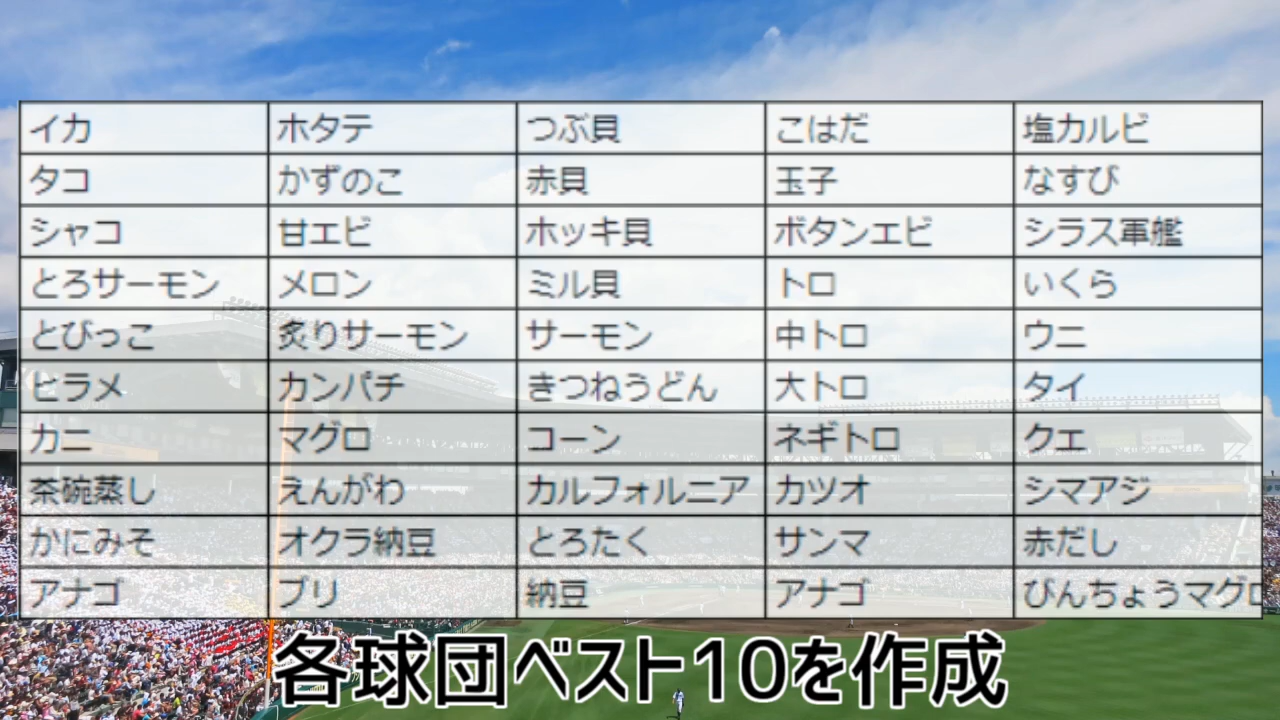 イカ ホタテ つぶ貝 こはだ 塩カルビ
タコ かずのこ 赤貝 玉子 なすび
シャコ 甘エビ ホッキ貝 ボタンエビ シラス軍艦
とろサーモン メロン ミル貝 トロ いくら
とびっこ 炙りサーモン サーモン 中トロ ウニ
ヒラメ カンパチ きつねうどん 大トロ タイ
カニ マグロ コーン ネギトロ クエ
茶碗蒸し えんがわ カルフォルニア カツオ シマアジ
かにみそ オクラ納豆 とろたく サンマ 赤だし
アナゴ ブリ 納豆 アナゴ びんちょうマグロ
各球団ベスト10を作成